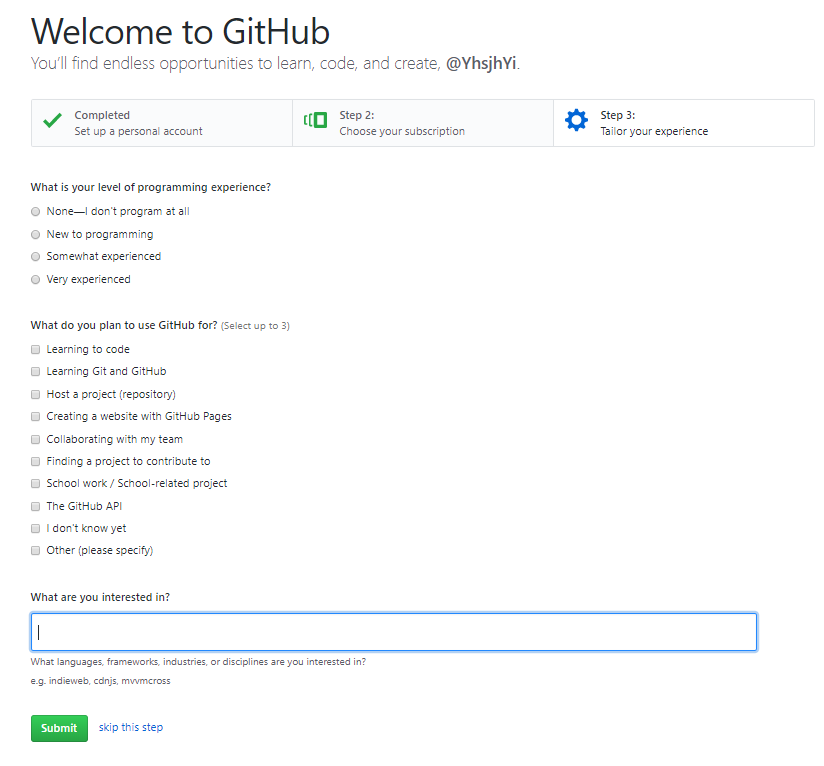 Welcome to GitHub
You’ll find endless opportunities to learn, code, and create, @YhsjhYi.
Completed
Set up a personal account
Step 2:
Choose your subscription
Step 3:
Tailor your experience
What is your level of programming experience?
None—I don't program at all
New to programming
Somewhat experienced
Very experienced
What do you plan to use GitHub for? (Select up to 3)
Learning to code
Learning Git and GitHub
Host a project (repository)
Creating a website with GitHub Pages
Collaborating with my team
Finding a project to contribute to
School work / School-related project
The GitHub API
I don't know yet
Other (please specify)
What are you interested in?
What languages, frameworks, industries, or disciplines are you interested in?
e.g. indieweb, cdnjs, mvvmcross
Submit skip this step